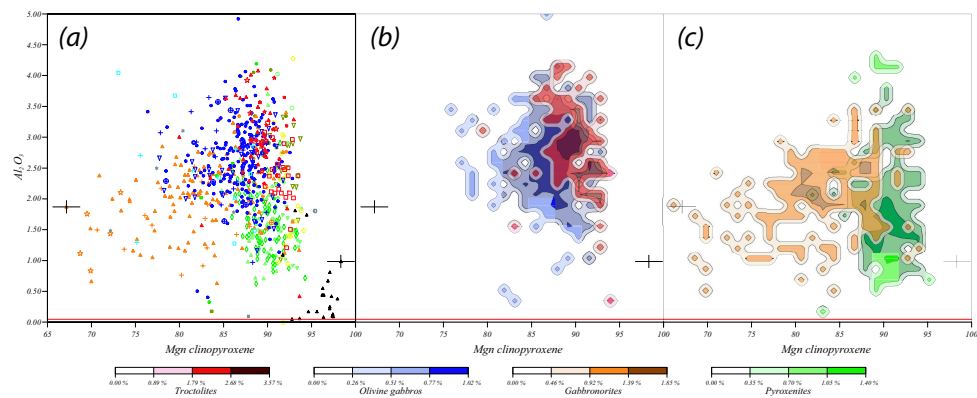 (a) (b) (c)
5.00
4.50
4.00
3.50
3.00
2.50
2.00
1.50
1.00
0.50
0.00
Al2O3
65 70 75 80 85 90 95 100 70 75 80 85 90 95 100 70 75 80 85 90 95 100
Mgn clinopyroxene Mgn clinopyroxene Mgn clinopyroxene
0.00 % 0.89 % 1.79 % 2.68 % 3.57 % 0.00 % 0.26 % 0.51 % 0.77 % 1.02 % 0.00 % 0.46 % 0.92 % 1.39 % 1.85 % 0.00 % 0.35 % 0.70 % 1.05 % 1.40 %
Troctolites Olivine gabbros Gabbronorites Pyroxenites